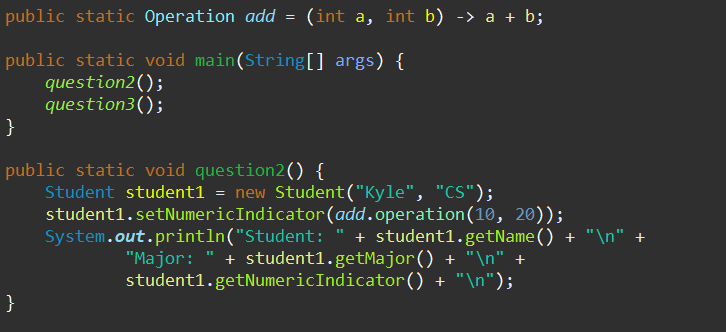 public static Operation add = (int a, int b) -> a + b;
public static void main(String[] args) {
question2();
question3();
}
public static void question2() {
Student student1 = new Student("Kyle", "CS");
student1.setNumericIndicator(add.operation(10, 20));
System.out.println("Student: " + student1.getName() + "\n" +
"Major: " + student1.getMajor() + "\n" +
student1.getNumericIndicator() + "\n");
}